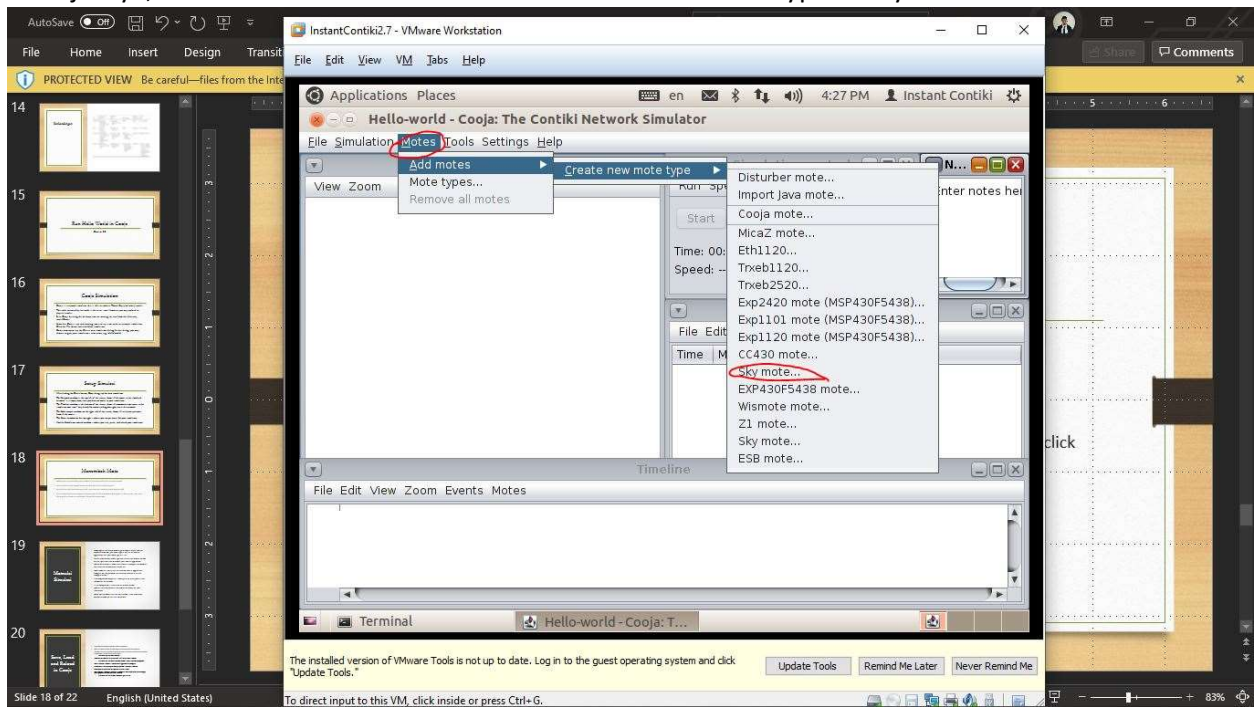 AutoSave Off
File Home Insert Design Transit
Share Comments
PROTECTED VIEW Be careful—files from the Inte
14
15
Run Hello World in Cooja
16
Cooja Simulation
17
18
19
20
Slide 18 of 22 English (United States)
83%
click
5 6
InstantContiki2.7 - VMware Workstation
File Edit View VM Tabs Help
Applications Places en 4:27 PM Instant Contiki
Hello-world - Cooja: The Contiki Network Simulator
File Simulation Motes Tools Settings Help
Add motes
Mote types...
Remove all motes
Create new mote type
Disturber mote...
Import Java mote...
Cooja mote...
MicaZ mote...
Eth1120...
Trxeb1120...
Trxeb2520...
Exp2420 mote (MSP430F5438)...
Exp1101 mote (MSP430F5438)...
Exp1120 mote (MSP430F5438)...
CC430 mote...
Sky mote...
EXP430F5438 mote...
Wismote mote...
Z1 mote...
Sky mote...
ESB mote...
View Zoom
Run Spe
Start
Time: 00:
Speed: --
N...
Enter notes her
File Edit
Time M
Timeline
File Edit View Zoom Events Motes
Terminal Hello-world - Cooja: T...
The installed version of VMware Tools is not up to date. Log in to the guest operating system and click
"Update Tools."
Update Tools Remind Me Later Never Remind Me
To direct input to this VM, click inside or press Ctrl+G.